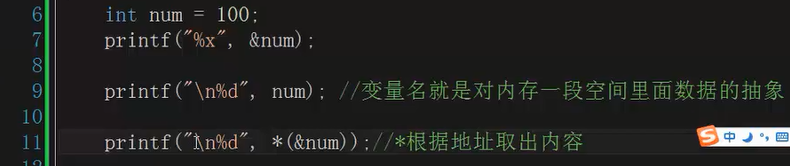 6 int num = 100;
7 printf("%x", &num);
8
9 printf("\n%d", num); //变量名就是对内存一段空间里面数据的抽象
10
11 printf("\n%d", *(&num));//*根据地址取出内容
中